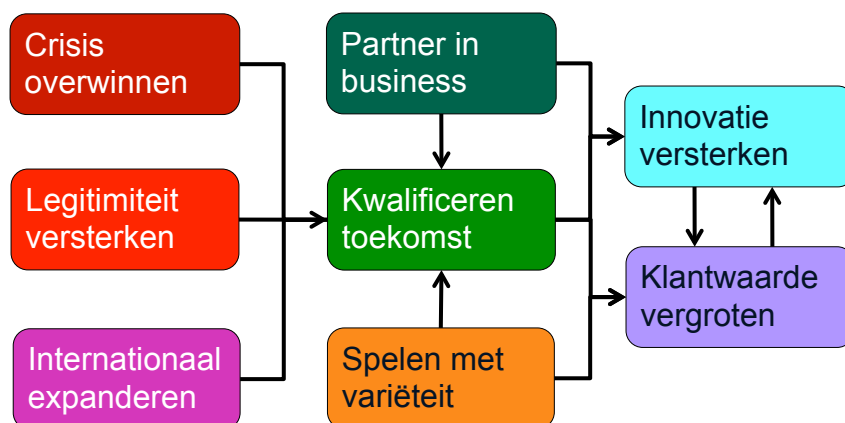 Crisis
overwinnen
Partner in
business
Innovatie
versterken
Legitimiteit
versterken
Kwalificeren
toekomst
Klantwaarde
vergroten
Internationaal
expanderen
Spelen met
variëteit